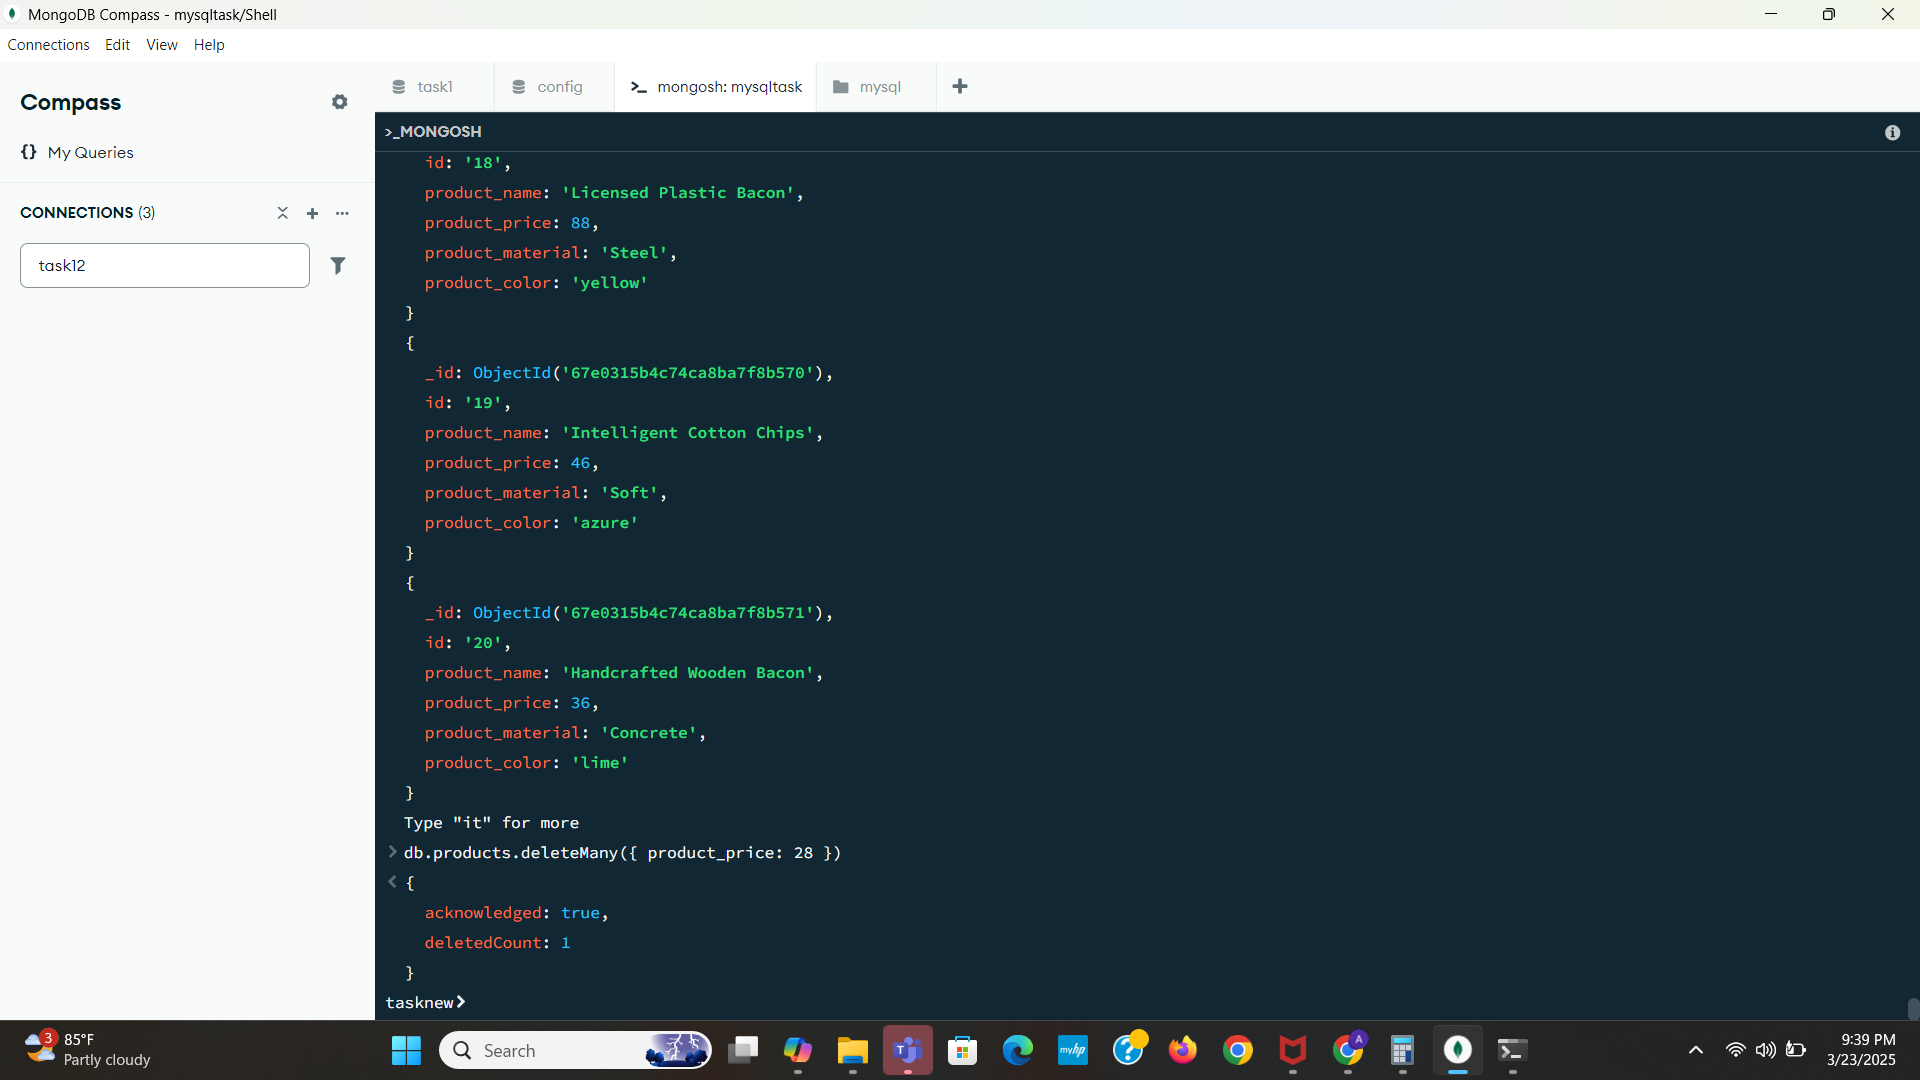 MongoDB Compass - mysqltask/Shell
Connections Edit View Help
Compass
{} My Queries
CONNECTIONS (3)
task12
task1 config >_ mongosh: mysqltask mysql +
>_MONGOSH
id: '18',
product_name: 'Licensed Plastic Bacon',
product_price: 88,
product_material: 'Steel',
product_color: 'yellow'
}
{
_id: ObjectId('67e0315b4c74ca8ba7f8b570'),
id: '19',
product_name: 'Intelligent Cotton Chips',
product_price: 46,
product_material: 'Soft',
product_color: 'azure'
}
{
_id: ObjectId('67e0315b4c74ca8ba7f8b571'),
id: '20',
product_name: 'Handcrafted Wooden Bacon',
product_price: 36,
product_material: 'Concrete',
product_color: 'lime'
}
Type "it" for more
> db.products.deleteMany({ product_price: 28 })
< {
acknowledged: true,
deletedCount: 1
}
tasknew>
3
85°F
Partly cloudy
Search
myhp
A
9:39 PM
3/23/2025